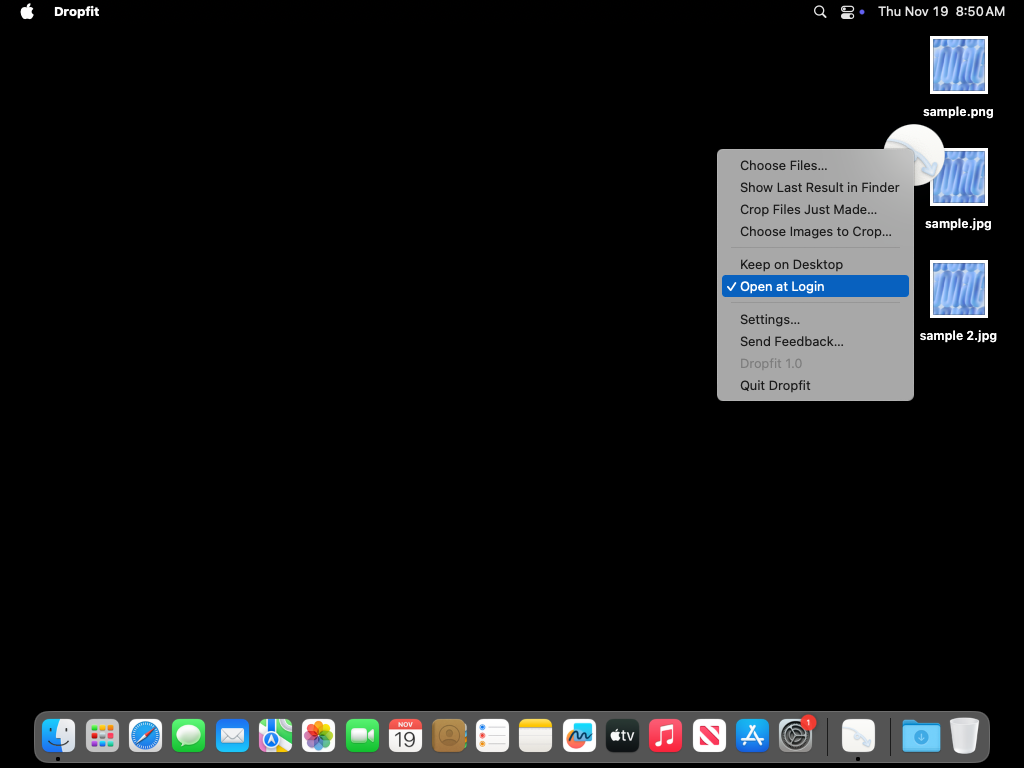 Dropfit
Thu Nov 19 8:50 AM
sample.png
sample.jpg
sample 2.jpg
Choose Files...
Show Last Result in Finder
Crop Files Just Made...
Choose Images to Crop...
Keep on Desktop
✓ Open at Login
Settings...
Send Feedback...
Dropfit 1.0
Quit Dropfit
NOV
19
tv
1